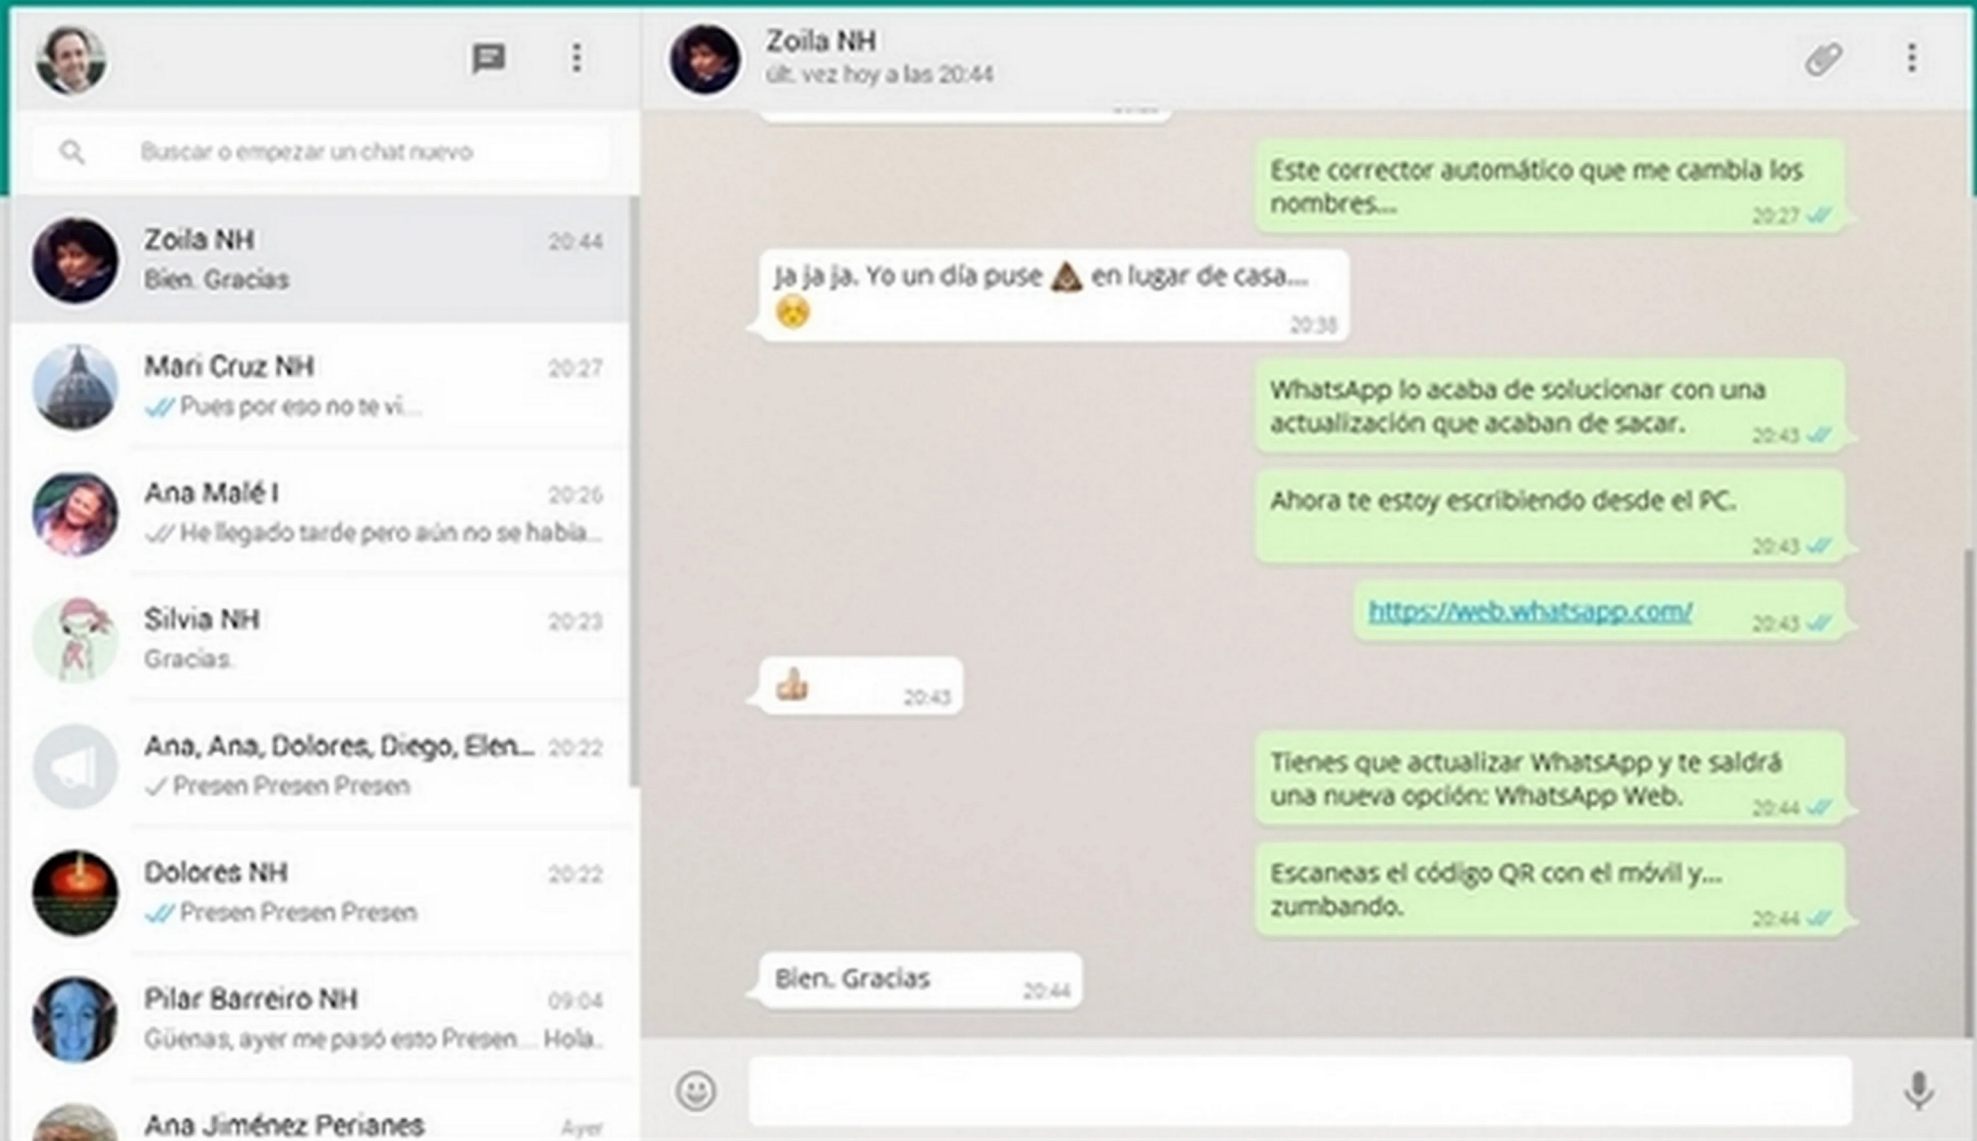 Buscar o empezar un chat nuevo
Zoila NH 20:44
Bien. Gracias
Mari Cruz NH 20:27
Pues por eso no te vi...
Ana Malé I 20:26
He llegado tarde pero aún no se había...
Silvia NH 20:23
Gracias.
Ana, Ana, Dolores, Diego, Elen... 20:22
Presen Presen Presen
Dolores NH 20:22
Presen Presen Presen
Pilar Barreiro NH 09:04
Güenas, ayer me pasó esto Presen.... Hola.
Ana Jiménez Perianes Ayer
Zoila NH
últ. vez hoy a las 20:44
Este corrector automático que me cambia los
nombres...
20:27
Ja ja ja. Yo un día puse 💩 en lugar de casa...
20:38
WhatsApp lo acaba de solucionar con una
actualización que acaban de sacar.
20:43
Ahora te estoy escribiendo desde el PC.
20:43
https://web.whatsapp.com/ 20:43
20:43
Tienes que actualizar WhatsApp y te saldrá
una nueva opción: WhatsApp Web.
20:44
Escaneas el código QR con el móvil y...
zumbando.
20:44
Bien. Gracias 20:44